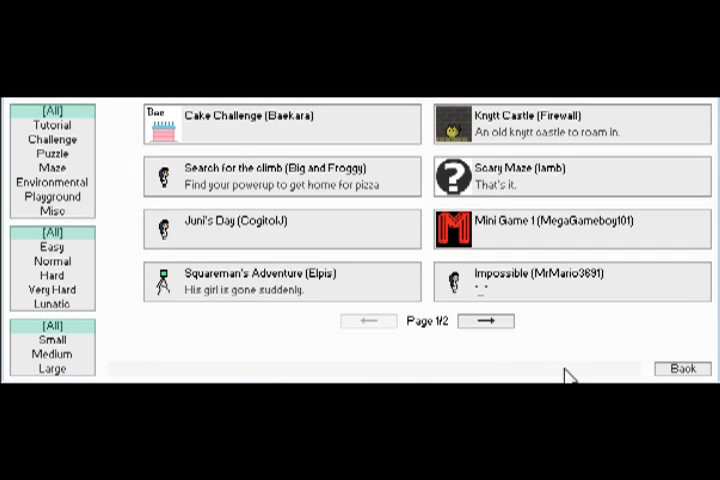 [All]
Tutorial
Challenge
Puzzle
Maze
Environmental
Playground
Misc
[All]
Easy
Normal
Hard
Very Hard
Lunatic
[All]
Small
Medium
Large
Bae
Cake Challenge (Baekara)
Knytt Castle (Firewall)
An old knytt castle to roam in.
Search for the climb (Big and Froggy)
Find your powerup to get home for pizza
?
Scary Maze (Iamb)
That's it.
Juni's Day (CogitoIJ)
M
Mini Game 1 (MegaGameboy101)
Squareman's Adventure (Elpis)
His girl is gone suddenly.
Impossible (MrMario3691)
-_-
Page 1/2
Back